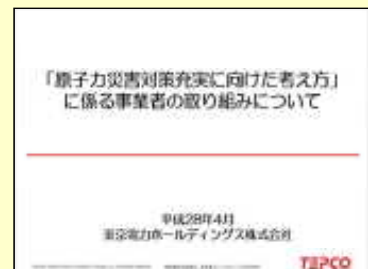 「原子力災害対策充実に向けた考え方」
に係る事業者の取り組みについて
平成28年4月
東京電力ホールディングス株式会社
TEPCO